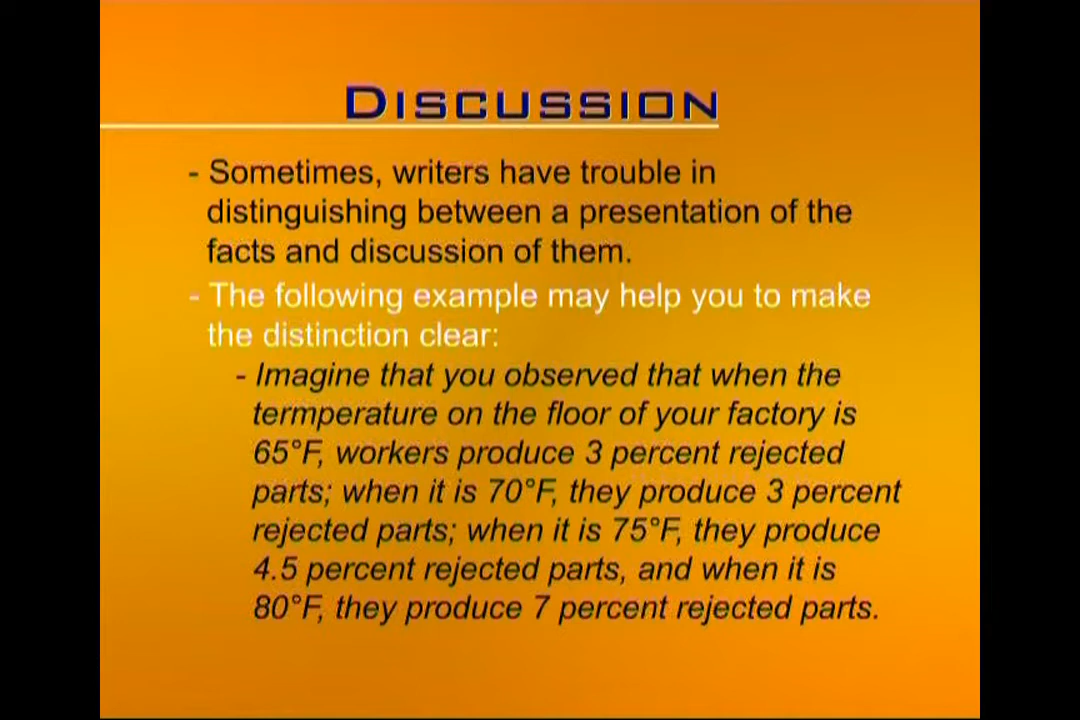 DISCUSSION
- Sometimes, writers have trouble in
distinguishing between a presentation of the
facts and discussion of them.
- The following example may help you to make
the distinction clear:
- Imagine that you observed that when the
termperature on the floor of your factory is
65°F, workers produce 3 percent rejected
parts; when it is 70°F, they produce 3 percent
rejected parts; when it is 75°F, they produce
4.5 percent rejected parts, and when it is
80°F, they produce 7 percent rejected parts.